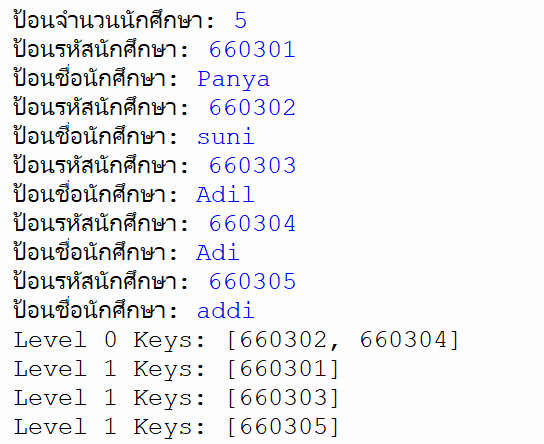 ป้อนจำนวนนักศึกษา: 5
ป้อนรหัสนักศึกษา: 660301
ป้อนชื่อนักศึกษา: Panya
ป้อนรหัสนักศึกษา: 660302
ป้อนชื่อนักศึกษา: suni
ป้อนรหัสนักศึกษา: 660303
ป้อนชื่อนักศึกษา: Adil
ป้อนรหัสนักศึกษา: 660304
ป้อนชื่อนักศึกษา: Adi
ป้อนรหัสนักศึกษา: 660305
ป้อนชื่อนักศึกษา: addi
Level 0 Keys: [660302, 660304]
Level 1 Keys: [660301]
Level 1 Keys: [660303]
Level 1 Keys: [660305]